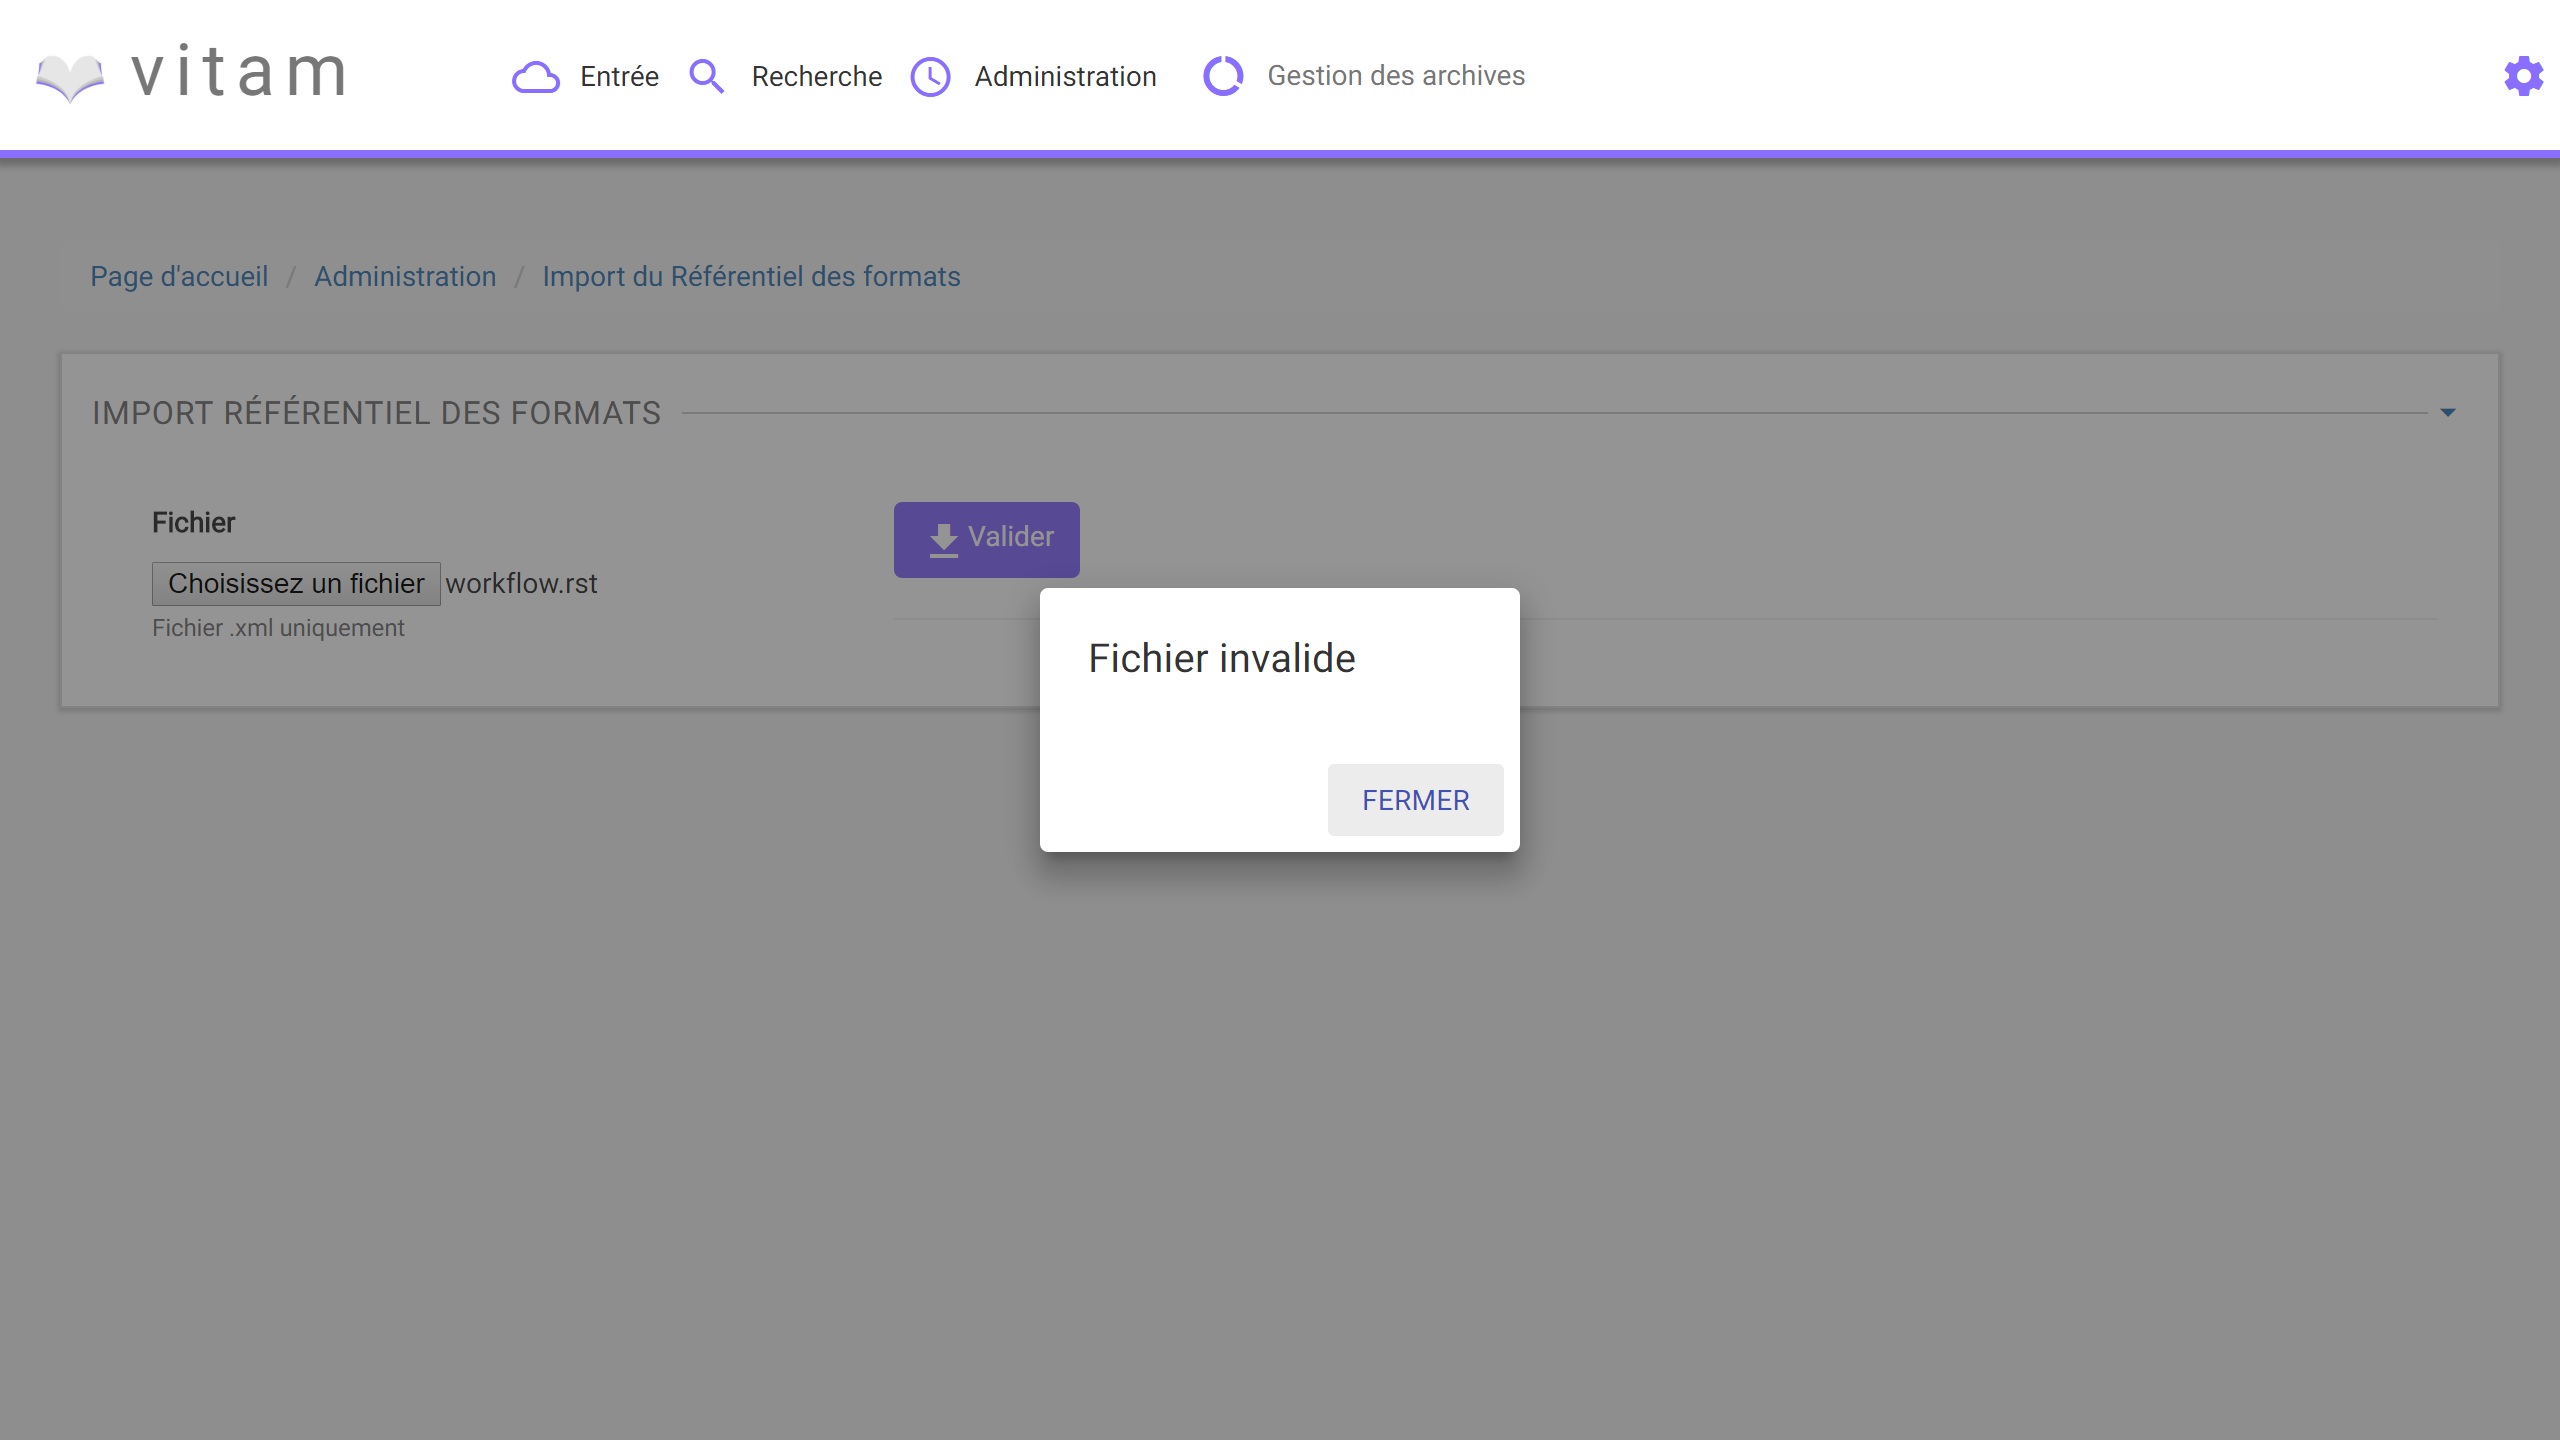 vitam
Entrée Recherche Administration Gestion des archives
Page d'accueil / Administration / Import du Référentiel des formats
IMPORT RÉFÉRENTIEL DES FORMATS
Fichier
Valider
Choisissez un fichier workflow.rst
Fichier .xml uniquement
Fichier invalide
FERMER